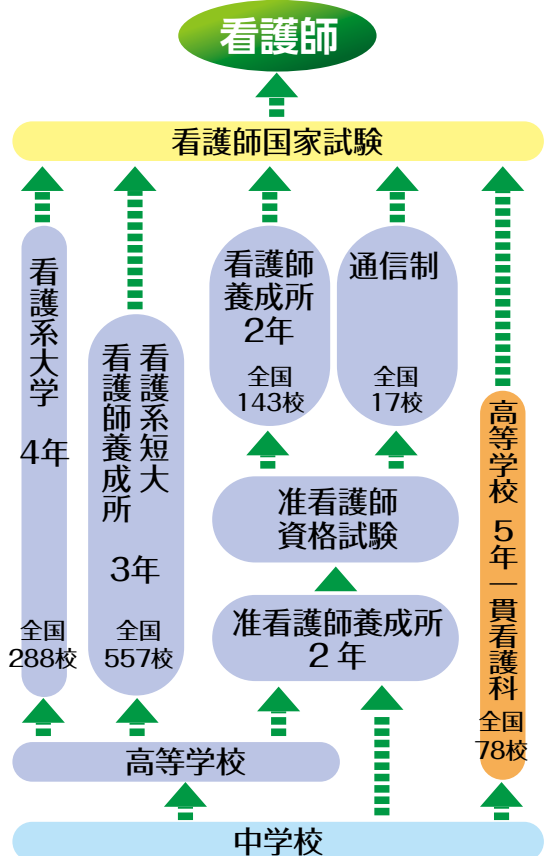 看護師
看護師国家試験
看護系大学
4年
全国
288校
看護系短大
看護師養成所
3年
全国
557校
看護師
養成所
2年
全国
143校
通信制
全国
17校
准看護師
資格試験
准看護師養成所
2年
高等学校 5年一貫看護科
全国
78校
高等学校
中学校